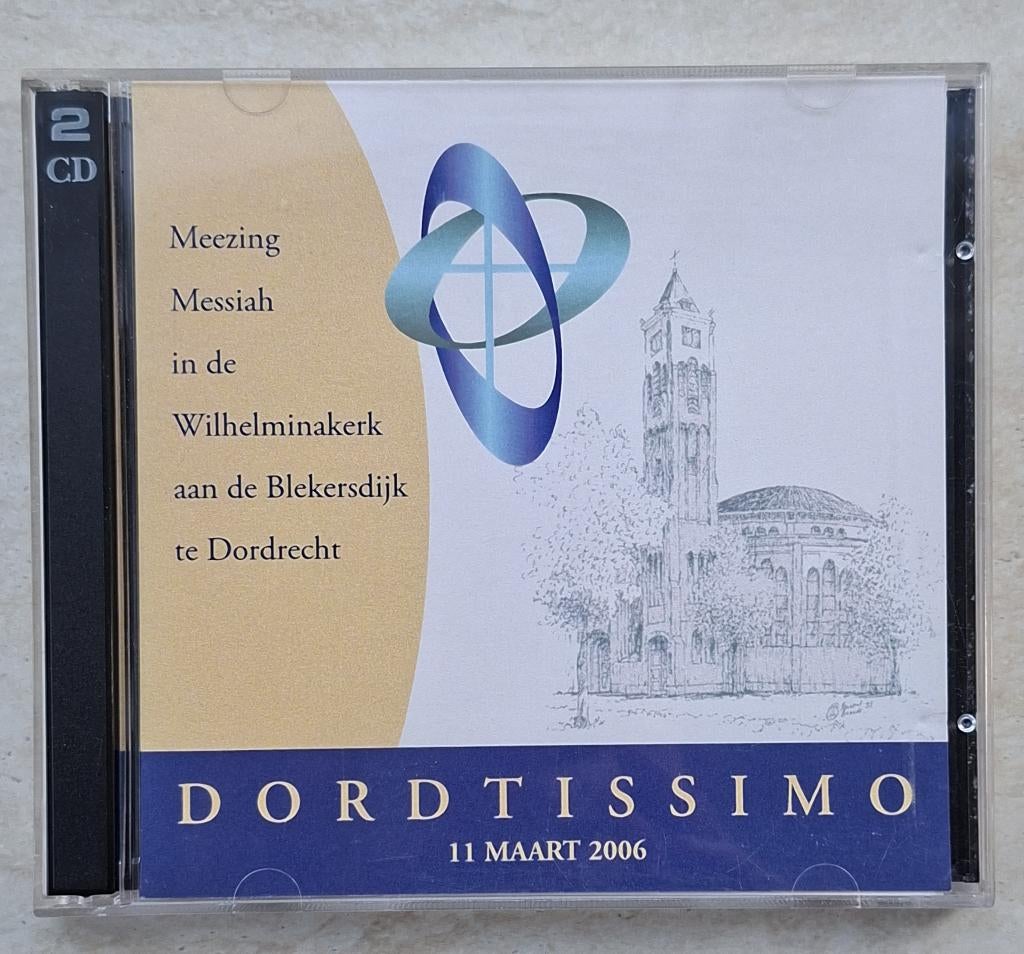 2
CD
Meezing
Messiah
in de
Wilhelminakerk
aan de Blekersdijk
te Dordrecht
DORDTISSIMO
11 MAART 2006